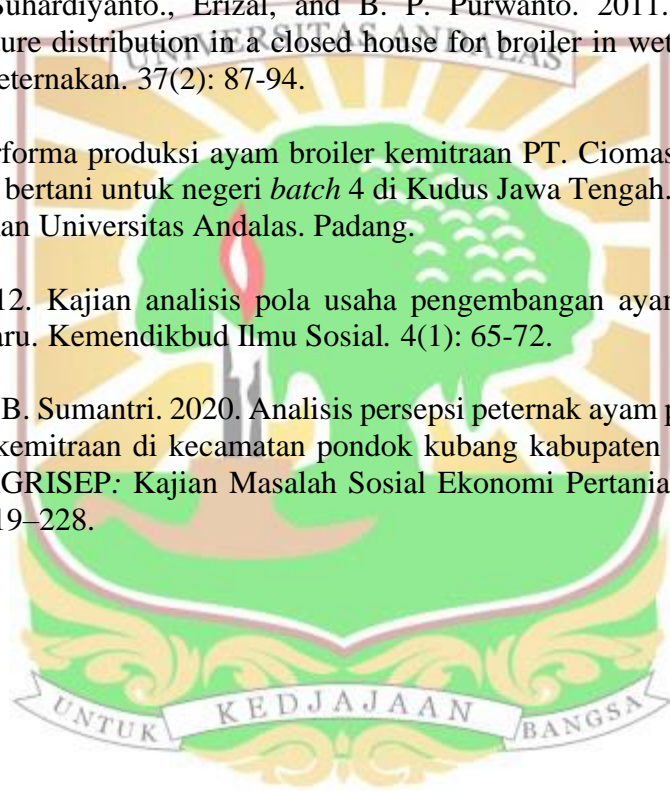 Suhardiyanto., Erizal, and B. P. Purwanto. 2011.
ture distribution in a closed house for broiler in wet
eternakan. 37(2): 87-94.
UNIVERSITAS ANDALAS
rforma produksi ayam broiler kemitraan PT. Ciomas
bertani untuk negeri batch 4 di Kudus Jawa Tengah.
an Universitas Andalas. Padang.
12. Kajian analisis pola usaha pengembangan ayam
aru. Kemendikbud Ilmu Sosial. 4(1): 65-72.
B. Sumantri. 2020. Analisis persepsi peternak ayam p
kemitraan di kecamatan pondok kubang kabupaten
GRISEP: Kajian Masalah Sosial Ekonomi Pertania
19–228.
UNTUK KEDJAJAAN BANGSA